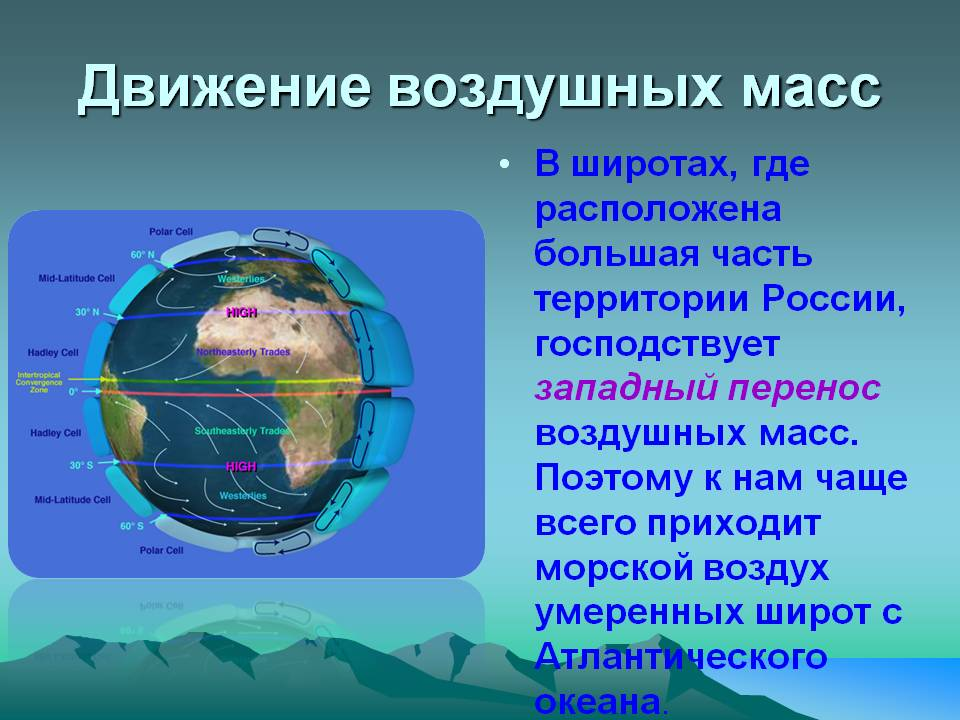 Движение воздушных масс
• В широтах, где
расположена
большая часть
территории России,
господствует
западный перенос
воздушных масс.
Поэтому к нам чаще
всего приходит
морской воздух
умеренных широт с
Атлантического
океана.
Polar Cell
60° N
Mid-Latitude Cell
Westerlies
30° N
HIGH
Hadley Cell
Northeasterly Trades
Intertropical
Convergence
Zone
0°
Hadley Cell
Southeasterly Trades
30° S
HIGH
Mid-Latitude Cell
Westerlies
60° S
Polar Cell